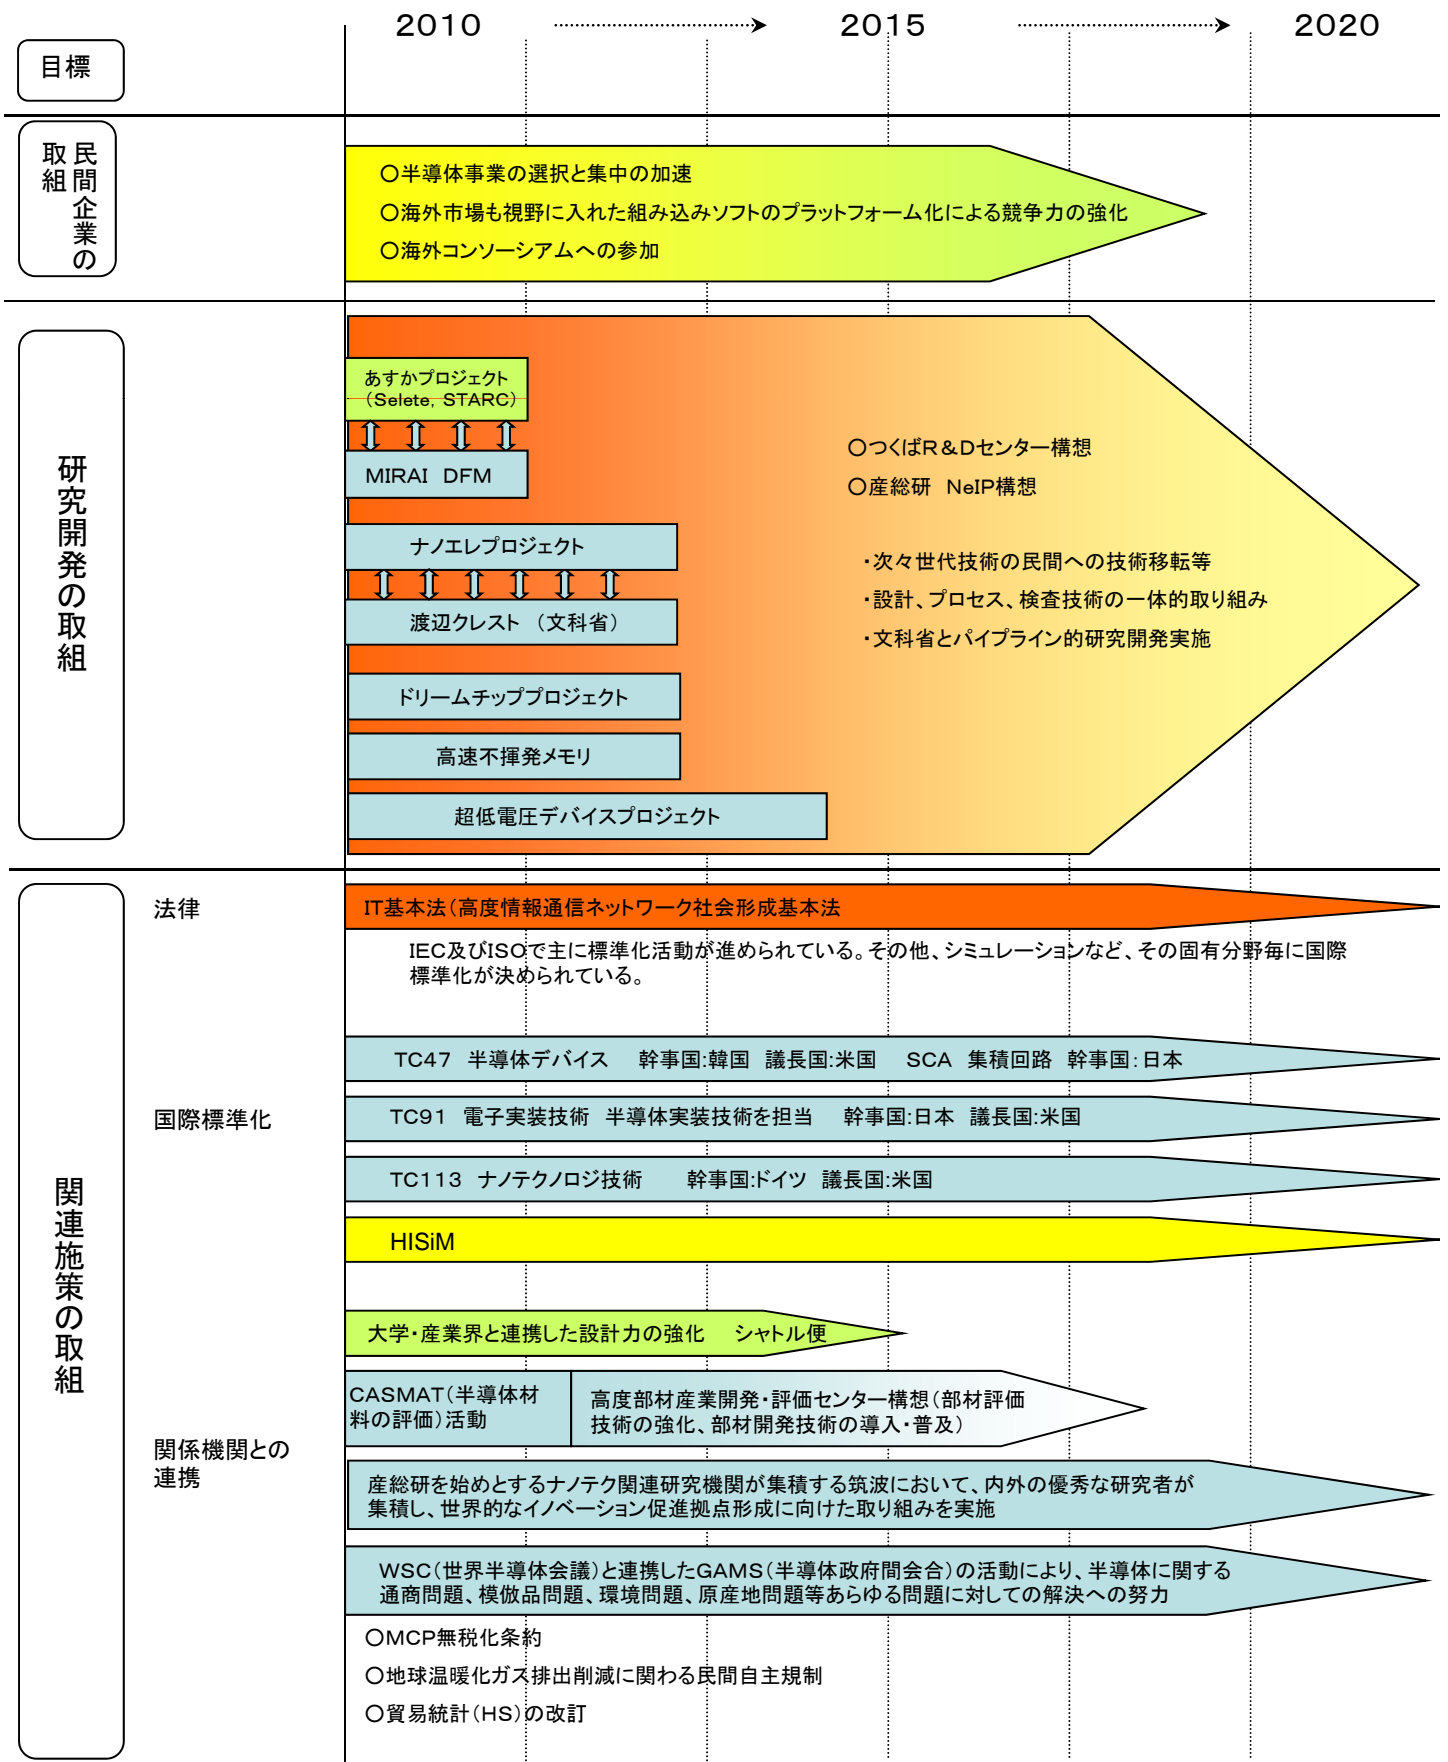 2010
2015
2020
目標
民間企業の
取組
○半導体事業の選択と集中の加速
○海外市場も視野に入れた組み込みソフトのプラットフォーム化による競争力の強化
○海外コンソーシアムへの参加
研究開発の取組
あすかプロジェクト
（Selete, STARC）
MIRAI DFM
ナノエレプロジェクト
渡辺クレスト （文科省）
ドリームチッププロジェクト
高速不揮発メモリ
超低電圧デバイスプロジェクト
○つくばR＆Dセンター構想
○産総研 NeIP構想
・次々世代技術の民間への技術移転等
・設計、プロセス、検査技術の一体的取り組み
・文科省とパイプライン的研究開発実施
関連施策の取組
法律
IT基本法（高度情報通信ネットワーク社会形成基本法
IEC及びISOで主に標準化活動が進められている。その他、シミュレーションなど、その固有分野毎に国際
標準化が決められている。
国際標準化
TC47 半導体デバイス 幹事国:韓国 議長国:米国 SCA 集積回路 幹事国：日本
TC91 電子実装技術 半導体実装技術を担当 幹事国:日本 議長国:米国
TC113 ナノテクノロジ技術 幹事国:ドイツ 議長国:米国
HISiM
関係機関との
連携
大学・産業界と連携した設計力の強化 シャトル便
CASMAT（半導体材
料の評価）活動
高度部材産業開発・評価センター構想（部材評価
技術の強化、部材開発技術の導入・普及）
産総研を始めとするナノテク関連研究機関が集積する筑波において、内外の優秀な研究者が
集積し、世界的なイノベーション促進拠点形成に向けた取り組みを実施
WSC（世界半導体会議）と連携したGAMS（半導体政府間会合）の活動により、半導体に関する
通商問題、模倣品問題、環境問題、原産地問題等あらゆる問題に対しての解決への努力
○MCP無税化条約
○地球温暖化ガス排出削減に関わる民間自主規制
○貿易統計（HS）の改訂